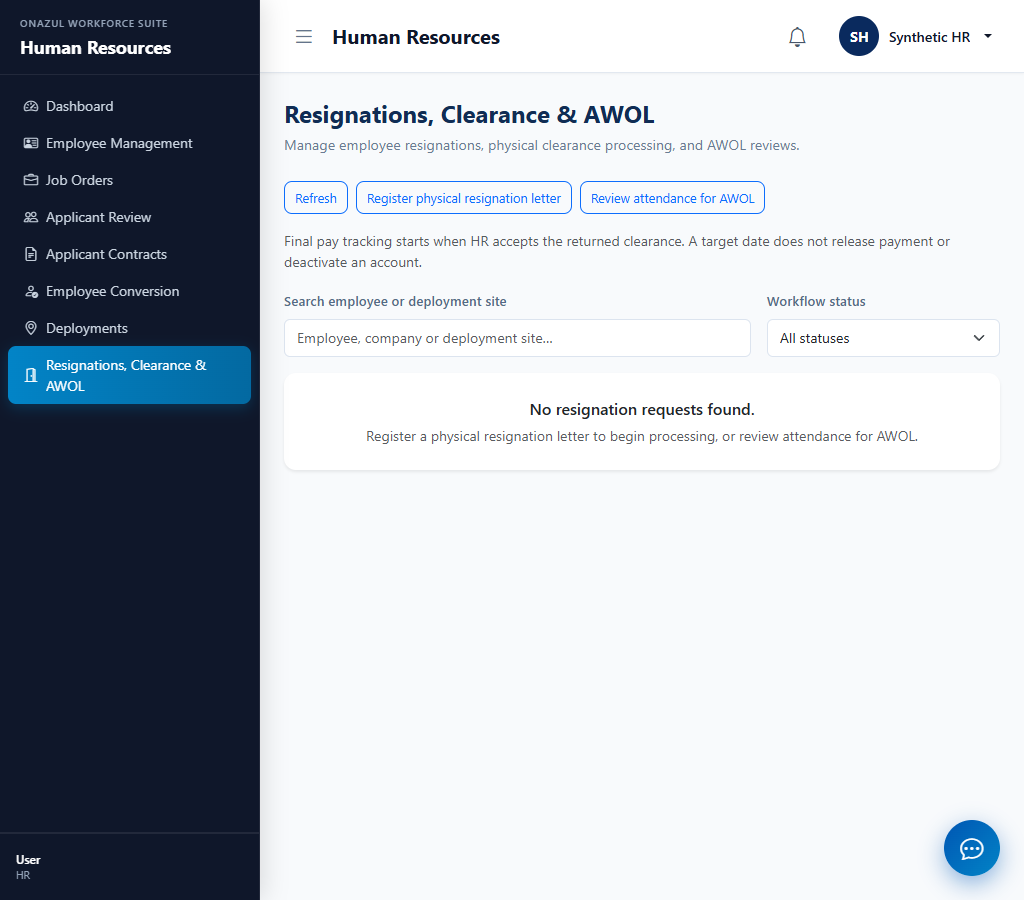 ONAZUL WORKFORCE SUITE
Human Resources
Dashboard
Employee Management
Job Orders
Applicant Review
Applicant Contracts
Employee Conversion
Deployments
Resignations, Clearance &
AWOL
User
HR
Human Resources
SH
Synthetic HR
Resignations, Clearance & AWOL
Manage employee resignations, physical clearance processing, and AWOL reviews.
Refresh
Register physical resignation letter
Review attendance for AWOL
Final pay tracking starts when HR accepts the returned clearance. A target date does not release payment or
deactivate an account.
Search employee or deployment site
Workflow status
Employee, company or deployment site...
All statuses
No resignation requests found.
Register a physical resignation letter to begin processing, or review attendance for AWOL.